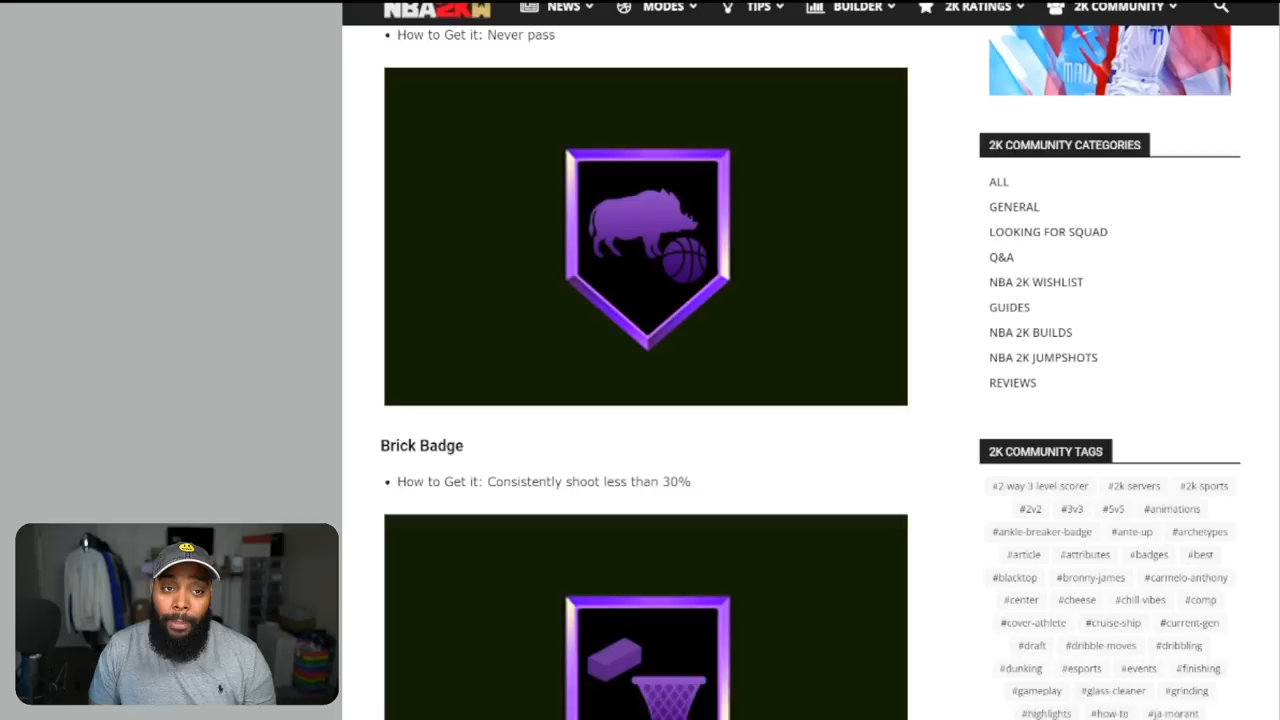 NBA2KW
NEWS
MODES
TIPS
BUILDER
2K RATINGS
2K COMMUNITY
• How to Get it: Never pass
77
2K COMMUNITY CATEGORIES
ALL
GENERAL
LOOKING FOR SQUAD
Q&A
NBA 2K WISHLIST
GUIDES
NBA 2K BUILDS
NBA 2K JUMPSHOTS
REVIEWS
Brick Badge
• How to Get it: Consistently shoot less than 30%
2K COMMUNITY TAGS
#2 way 3-level scorer #2k servers #2k sports
#2v2 #3v3 #5v5 #animations
#ankle-breaker-badge #ante-up #archetypes
#article #attributes #badges #best
#blacktop #bronny-james #carmelo-anthony
#center #cheese #chill-vibes #comp
#cover-athlete #cruise-ship #current-gen
#draft #dribble-moves #dribbling
#dunking #esports #events #finishing
#gameplay #glass-cleaner #grinding
#highlights #how-to #ja-morant